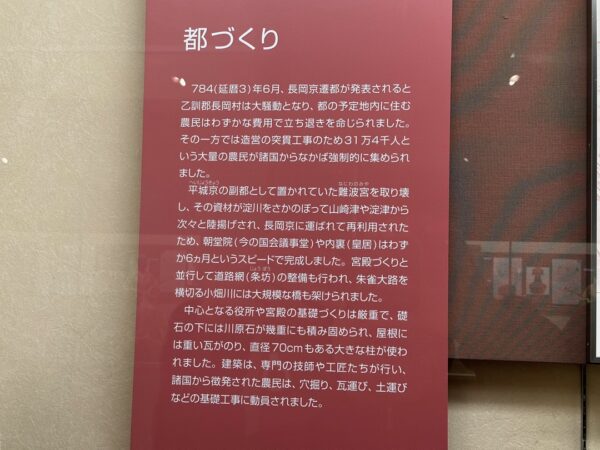 都づくり
784(延暦3)年6月、長岡京遷都が発表されると
乙訓郡長岡村は大騒動となり、都の予定地内に住む
農民はわずかな費用で立ち退きを命じられました。
その一方では造営の突貫工事のため31万4千人と
いう大量の農民が諸国からなかば強制的に集められ
ました。
平城京の副都として置かれていた難波宮を取り壊
し、その資材が淀川をさかのぼって山崎津や淀津から
次々と陸揚げされ、長岡京に運ばれて再利用された
ため、朝堂院(今の国会議事堂)や内裏(皇居)はわず
か6ヵ月というスピードで完成しました。宮殿づくりと
並行して道路網(条坊)の整備も行われ、朱雀大路を
横切る小畑川には大規模な橋も架けられました。
中心となる役所や宮殿の基礎づくりは厳重で、礎
石の下には川原石が幾重にも積み固められ、屋根に
は重い瓦がのり、直径70cmもある大きな柱が使わ
れました。建築は、専門の技師や工匠たちが行い、
諸国から徴発された農民は、穴掘り、瓦運び、土運び
などの基礎工事に動員されました。